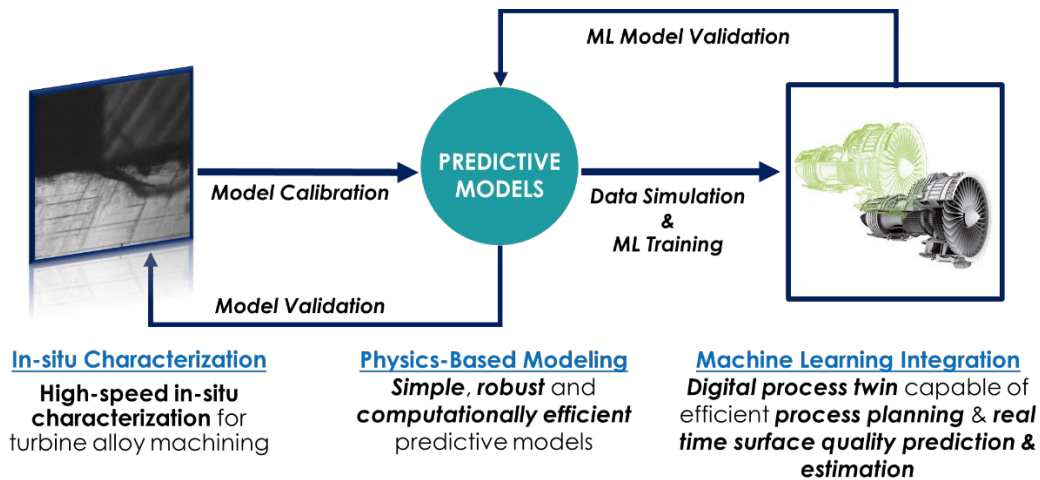 ML Model Validation
PREDICTIVE
MODELS
Model Calibration
Data Simulation
&
ML Training
Model Validation
In-situ Characterization
High-speed in-situ
characterization for
turbine alloy machining
Physics-Based Modeling
Simple, robust and
computationally efficient
predictive models
Machine Learning Integration
Digital process twin capable of
efficient process planning & real
time surface quality prediction &
estimation